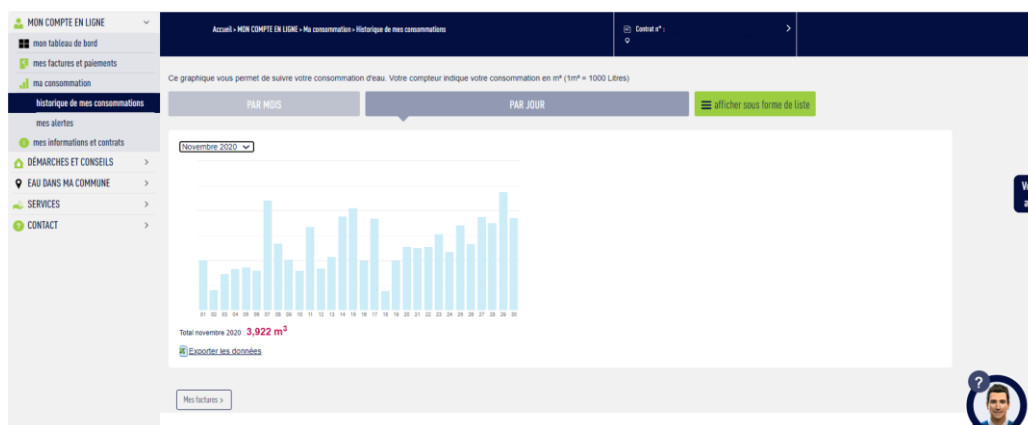 MON COMPTE EN LIGNE
mon tableau de bord
mes factures et paiements
ma consommation
historique de mes consommations
mes alertes
mes informations et contrats
DÉMARCHES ET CONSEILS
EAU DANS MA COMMUNE
SERVICES
CONTACT
Accueil > MON COMPTE EN LIGNE > Ma consommation > Historique de mes consommations
Contrat n° :
Ce graphique vous permet de suivre votre consommation d'eau. Votre compteur indique votre consommation en m³ (1m³ = 1000 Litres)
PAR MOIS
PAR JOUR
afficher sous forme de liste
Novembre 2020
01 02 03 04 05 06 07 08 09 10 11 12 13 14 15 16 17 18 19 20 21 22 23 24 25 26 27 28 29 30
Total novembre 2020 : 3,922 m³
Exporter les données
Mes factures >
?